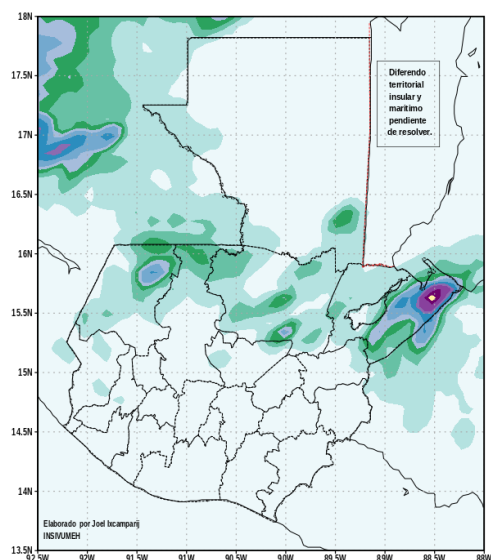 18N
17.5N
17N
16.5N
16N
15.5N
15N
14.5N
14N
13.5N
Diferendo
territorial
insular y
marítimo
pendiente
de resolver.
Elaborado por Joel Ixcamparij
INSIVUMEH
92.5W 92W 91.5W 91W 90.5W 90W 89.5W 89W 88.5W 88W